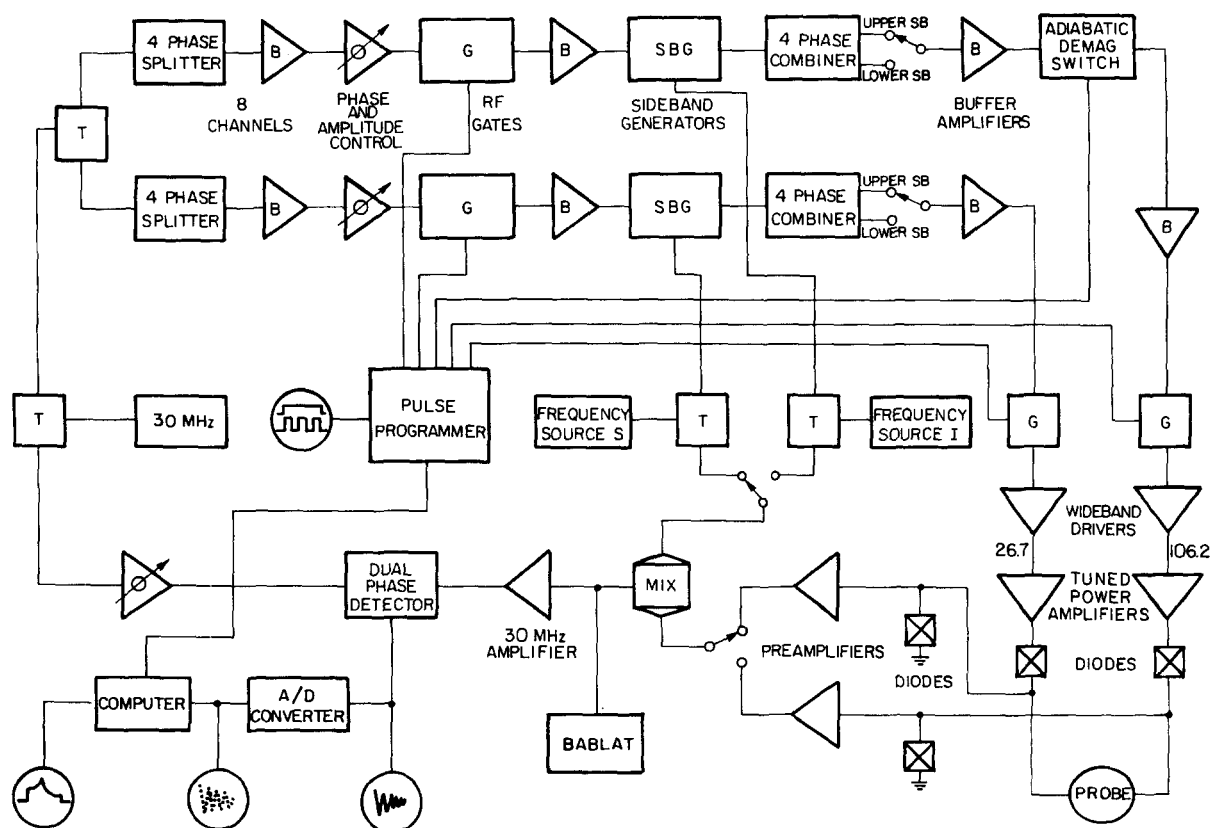 4 PHASE
SPLITTER
B
G
B
SBG
4 PHASE
COMBINER
UPPER SB
LOWER SB
B
ADIABATIC
DEMAG
SWITCH
8
CHANNELS
PHASE
AND
AMPLITUDE
CONTROL
RF
GATES
SIDEBAND
GENERATORS
BUFFER
AMPLIFIERS
T
4 PHASE
SPLITTER
B
G
B
SBG
4 PHASE
COMBINER
UPPER SB
LOWER SB
B
B
T
30 MHz
PULSE
PROGRAMMER
FREQUENCY
SOURCE S
T
T
FREQUENCY
SOURCE I
G
G
WIDEBAND
DRIVERS
26.7
106.2
DUAL
PHASE
DETECTOR
30 MHz
AMPLIFIER
MIX
TUNED
POWER
AMPLIFIERS
PREAMPLIFIERS
DIODES
DIODES
COMPUTER
A/D
CONVERTER
BABLAT
PROBE